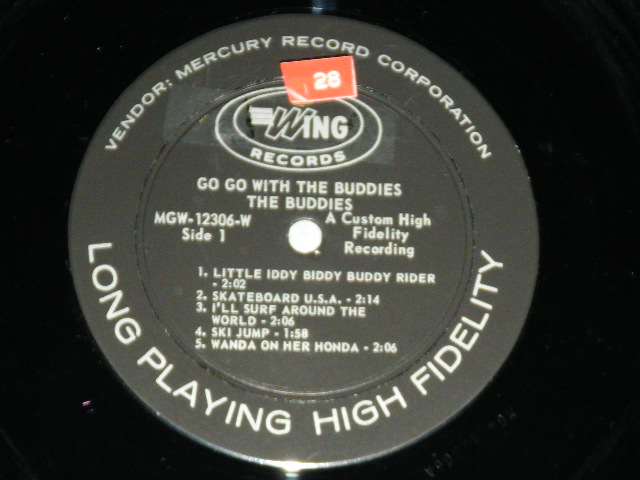 VENDOR: MERCURY RECORD CORPORATION
28
WING
RECORDS
GO GO WITH THE BUDDIES
THE BUDDIES
MGW-12306-W
Side 1
A Custom High
Fidelity
Recording
1. LITTLE IDDY BIDDY BUDDY RIDER
- 2:02
2. SKATEBOARD U.S.A. - 2:14
3. I'LL SURF AROUND THE
WORLD - 2:06
4. SKI JUMP - 1:58
5. WANDA ON HER HONDA - 2:06
LONG PLAYING HIGH FIDELITY